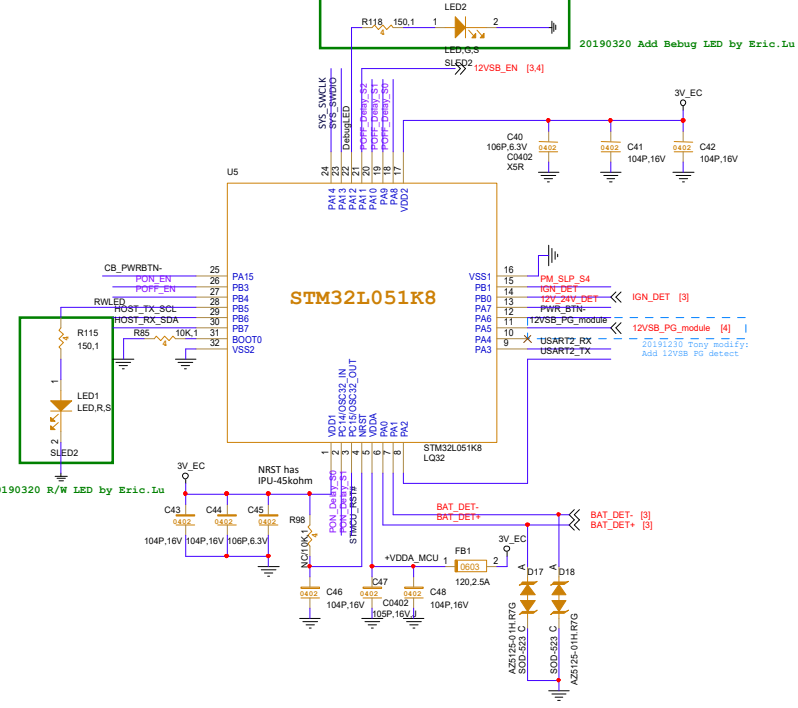 LED2
R118 150,1 1 2
4
20190320 Add Bebug LED by Eric.Lu
LED,G,S
SLED2
12VSB_EN [3,4]
SYS_SWCLK
SYS_SWDIO
DebugLED
POFF_Delay_S2
POFF_Delay_S1
POFF_Delay_S0
3V_EC
C40
106P,6.3V
C0402
X5R
0402
C41
104P,16V
0402
C42
104P,16V
0402
U5
24
23
22
21
20
19
18
17
PA14
PA13
PA12
PA11
PA10
PA9
PA8
VDD2
STM32L051K8
CB_PWRBTN- 25 PA15
PON_EN 26 PB3
POFF_EN 27 PB4
RWLED 28 PB5
HOST_TX_SCL 29 PB6
HOST_RX_SDA 30 PB7
R85 10K,1 31 BOOT0
4
32 VSS2
VSS1 16
PB1 15 PM_SLP_S4
PB0 14 IGN_DET
IGN_DET [3]
PA7 13 12V_24V_DET
PA6 12 PWR_BTN-
PA5 11 12VSB_PG_module
12VSB_PG_module [4]
PA4 10
PA3 9 USART2_RX
USART2_TX
20191230 Tony modify:
Add 12VSB PG detect
R115
150,1
4
1
LED1
LED,R,S
2
SLED2
20190320 R/W LED by Eric.Lu
VDD1
PC14/OSC32_IN
PC15/OSC32_OUT
NRST
VDDA
PA0
PA1
PA2
1
2
3
4
5
6
7
8
STM32L051K8
LQ32
PON_Delay_S0
PON_Delay_S1
STMCU_RST#
3V_EC
NRST has
IPU-45kohm
C43
0402
104P,16V
C44
0402
104P,16V
C45
0402
106P,6.3V
R98
4
NC/10K,1
C46
0402
104P,16V
+VDDA_MCU
C47
0402
C0402
105P,16V,J
C48
0402
104P,16V
FB1
1 0603 2
120,2.5A
3V_EC
BAT_DET-
BAT_DET+
BAT_DET- [3]
BAT_DET+ [3]
A D17
A D18
AZ5125-01H.R7G
SOD-523 C
SOD-523 C
AZ5125-01H.R7G